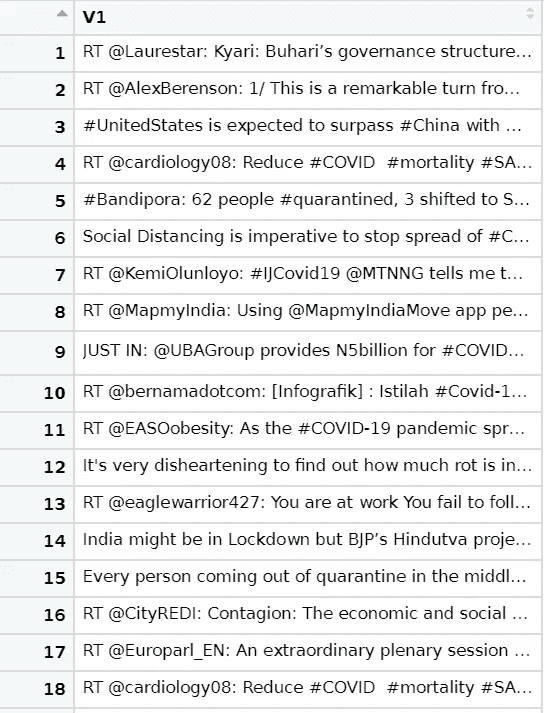 V1
1 RT @Laurestar: Kyari: Buhari’s governance structure...
2 RT @AlexBerenson: 1/ This is a remarkable turn fro...
3 #UnitedStates is expected to surpass #China with ...
4 RT @cardiology08: Reduce #COVID  #mortality #SA...
5 #Bandipora: 62 people #quarantined, 3 shifted to S...
6 Social Distancing is imperative to stop spread of #C...
7 RT @KemiOlunloyo: #IJCovid19 @MTNNG tells me t...
8 RT @MapmyIndia: Using @MapmyIndiaMove app pe...
9 JUST IN: @UBAGroup provides N5billion for #COVID...
10 RT @bernamadotcom: [Infografik] : Istilah #Covid-1...
11 RT @EASOobesity: As the #COVID-19 pandemic spr...
12 It's very disheartening to find out how much rot is in...
13 RT @eaglewarrior427: You are at work You fail to foll...
14 India might be in Lockdown but BJP’s Hindutva proje...
15 Every person coming out of quarantine in the middl...
16 RT @CityREDI: Contagion: The economic and social ...
17 RT @Europarl_EN: An extraordinary plenary session ...
18 RT @cardiology08: Reduce #COVID  #mortality #SA...